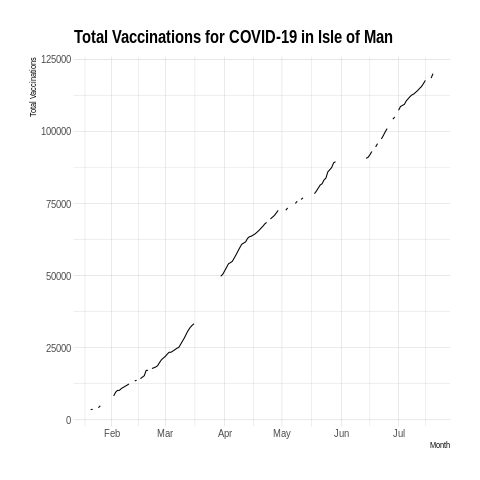 Total Vaccinations for COVID-19 in Isle of Man
Total Vaccinations
125000
100000
75000
50000
25000
0
Feb Mar Apr May Jun Jul
Month